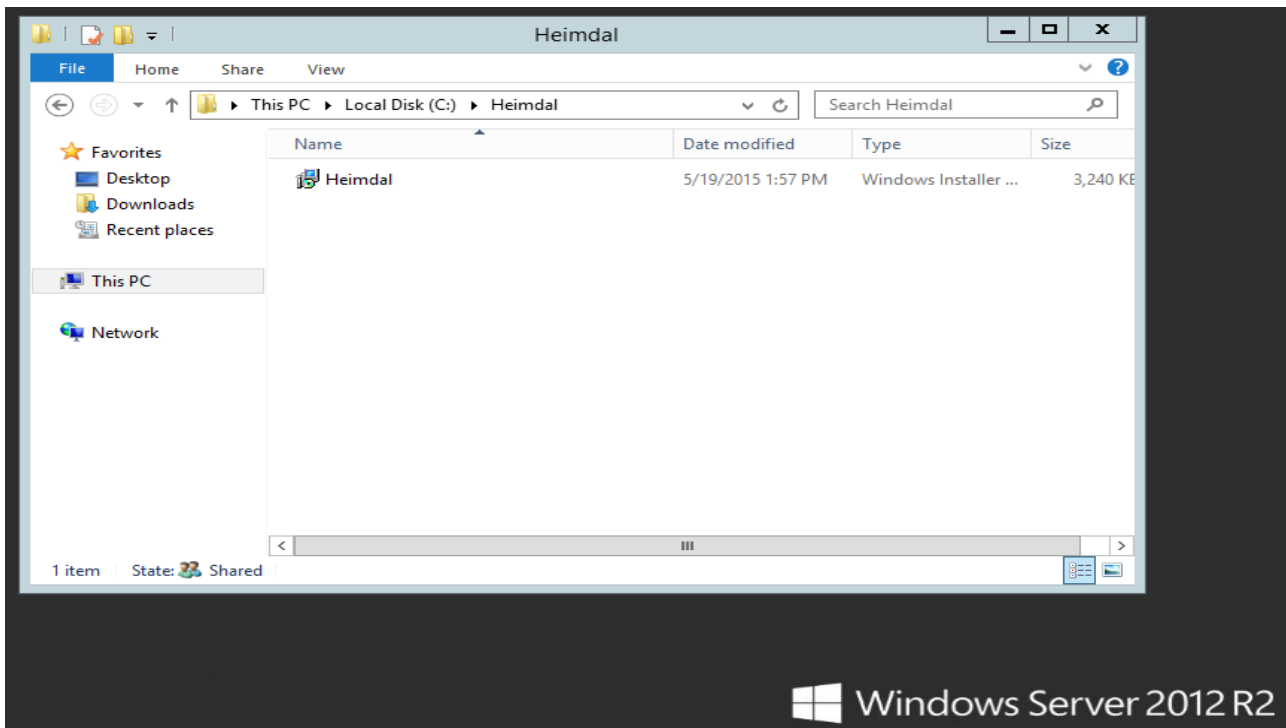 Heimdal
File Home Share View
This PC Local Disk (C:) Heimdal Search Heimdal
Name Date modified Type Size
Favorites
Desktop
Downloads
Recent places
This PC
Network
Heimdal 5/19/2015 1:57 PM Windows Installer ... 3,240 KB
1 item State: Shared
Windows Server 2012 R2